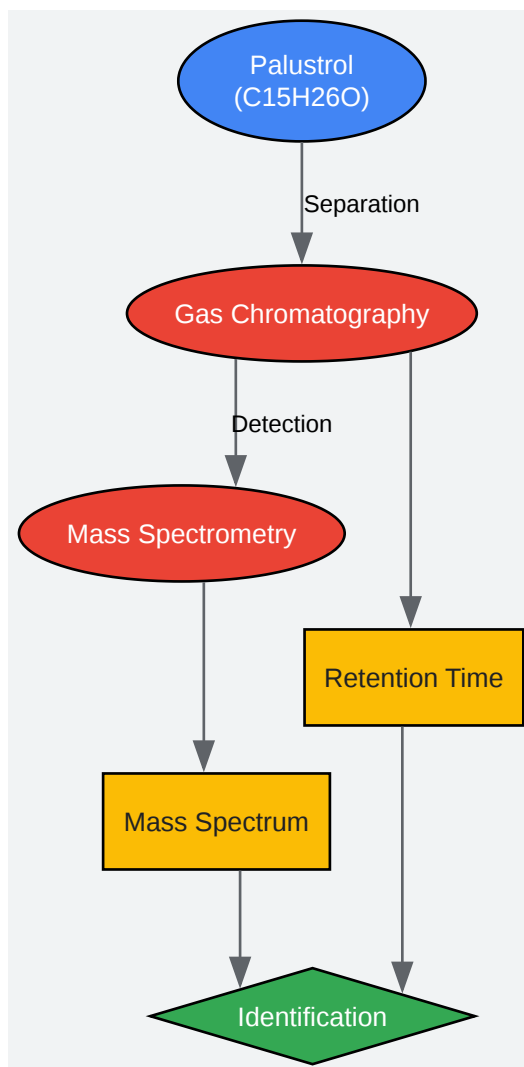 Palustrol
(C15H26O)
Separation
Gas Chromatography
Detection
Mass Spectrometry
Retention Time
Mass Spectrum
Identification